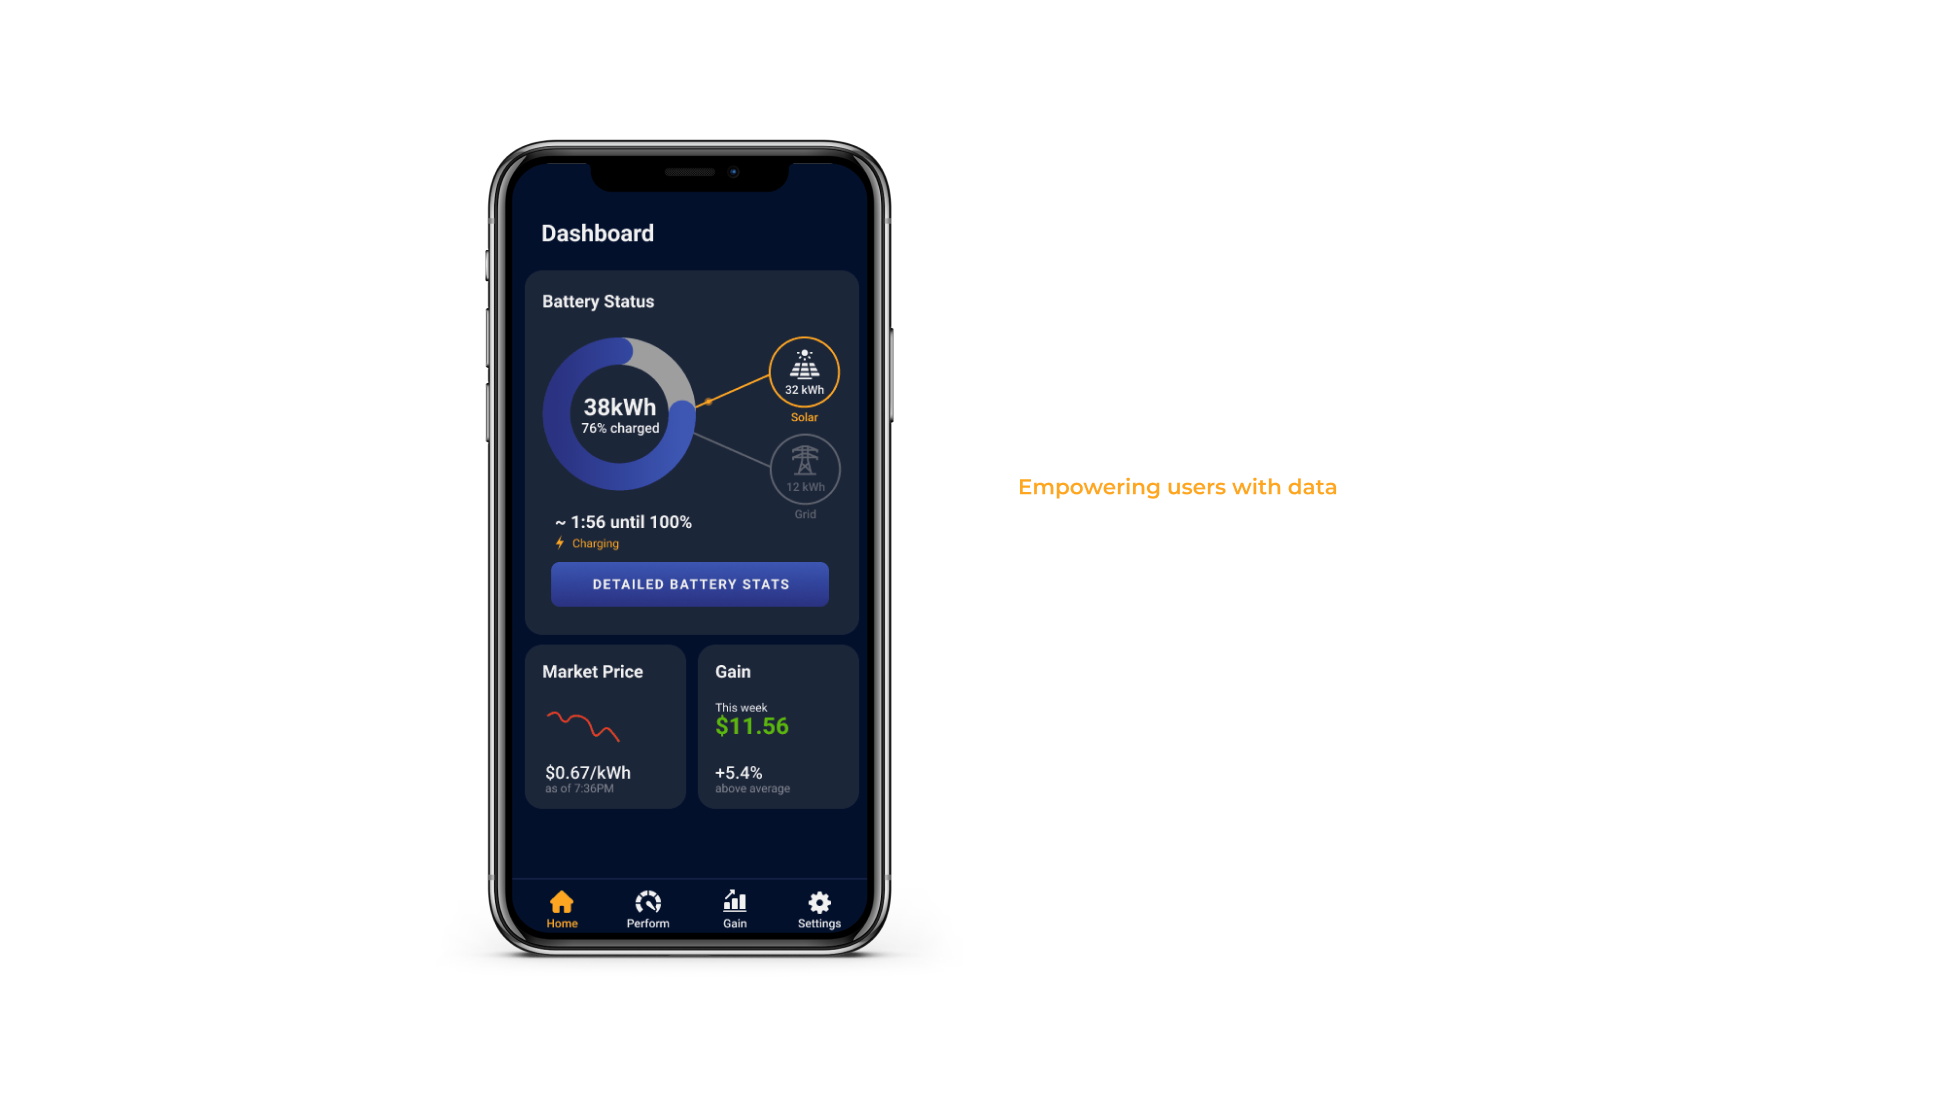 Dashboard
Battery Status
38kWh
76% charged
32 kWh
Solar
12 kWh
Grid
~ 1:56 until 100%
Charging
DETAILED BATTERY STATS
Market Price
$0.67/kWh
as of 7:36PM
Gain
This week
$11.56
+5.4%
above average
Home
Perform
Gain
Settings
Empowering users with data